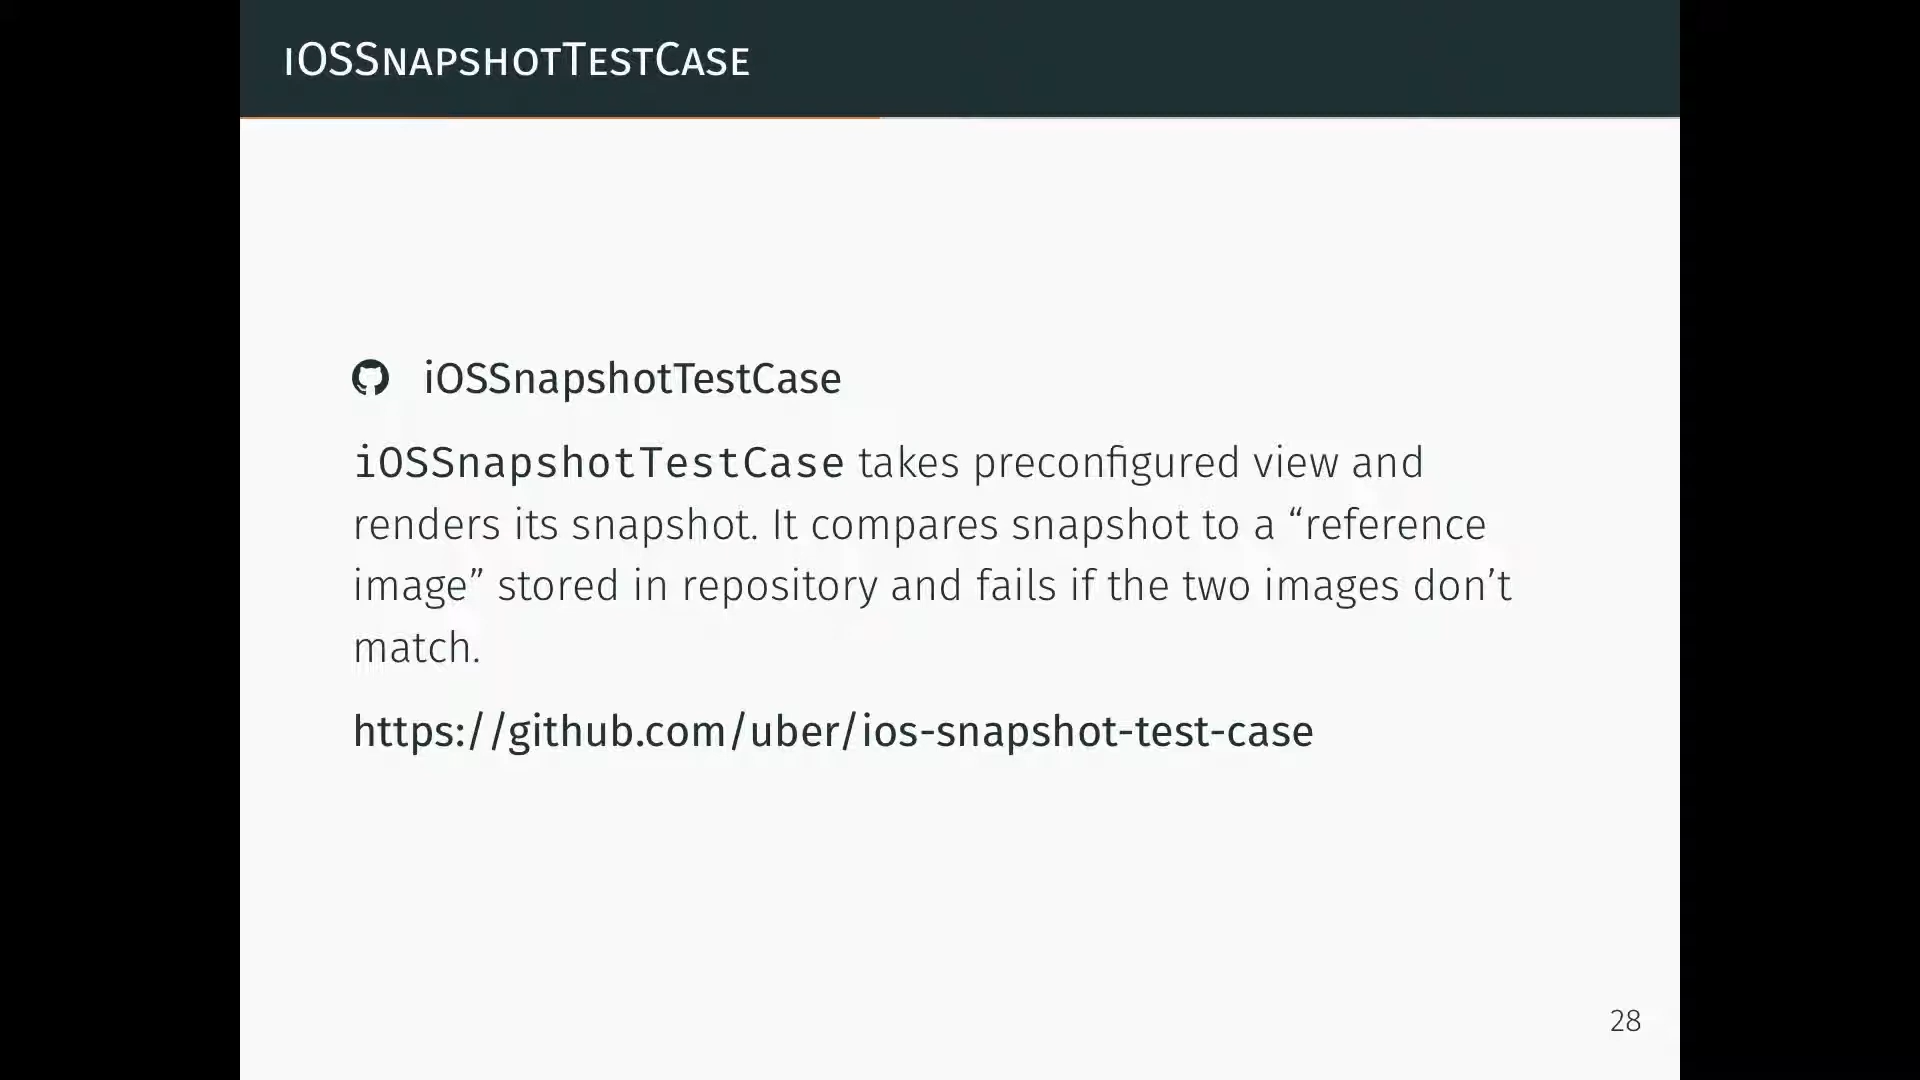 iOSSnapshotTestCase
iOSSnapshotTestCase
iOSSnapshotTestCase takes preconfigured view and
renders its snapshot. It compares snapshot to a “reference
image” stored in repository and fails if the two images don’t
match.
https://github.com/uber/ios-snapshot-test-case
28